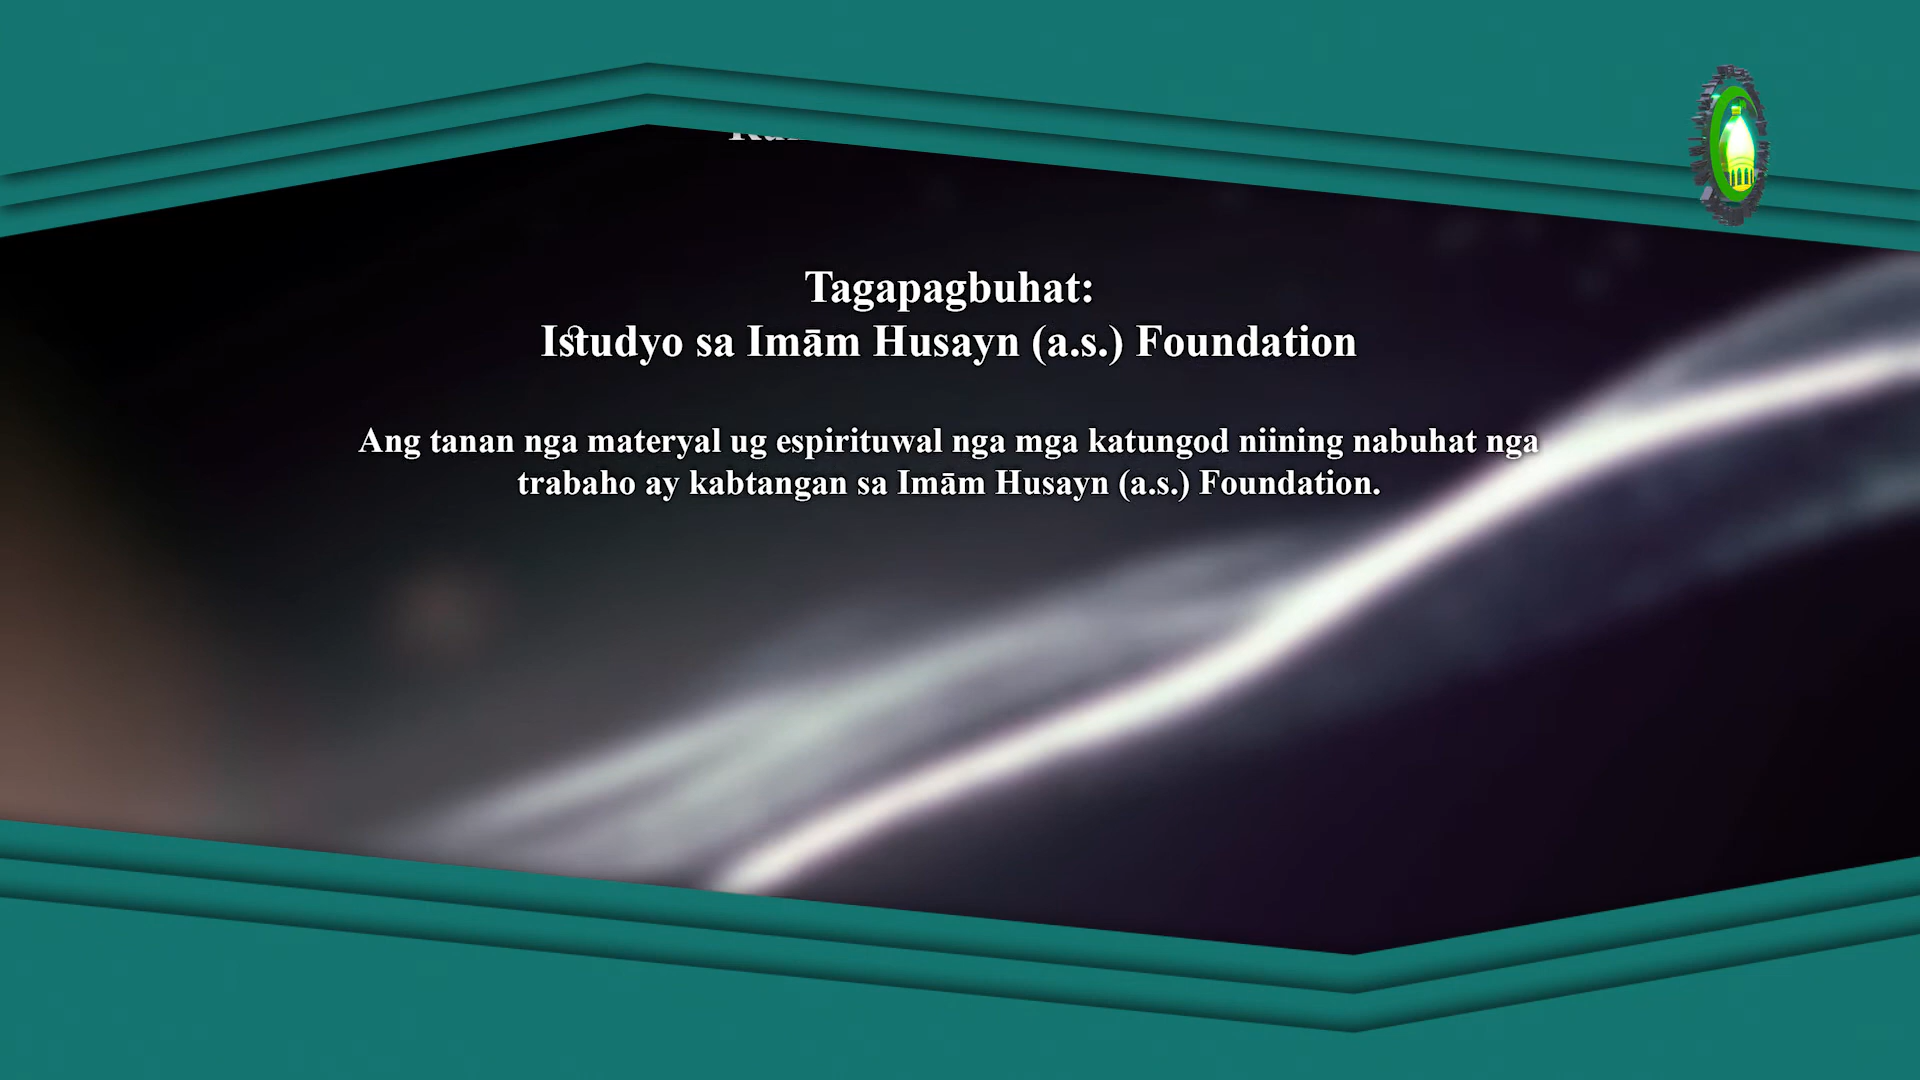 Tagapagbuhat:
Istudyo sa Imām Husayn (a.s.) Foundation
Ang tanan nga materyal ug espirituwal nga mga katungod niining nabuhat nga
trabaho ay kabtangan sa Imām Husayn (a.s.) Foundation.